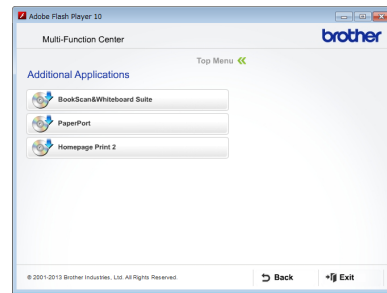 Adobe Flash Player 10
Multi-Function Center
brother
Top Menu
Additional Applications
BookScan&Whiteboard Suite
PaperPort
Homepage Print 2
© 2001-2013 Brother Industries, Ltd. All Rights Reserved.
Back
Exit